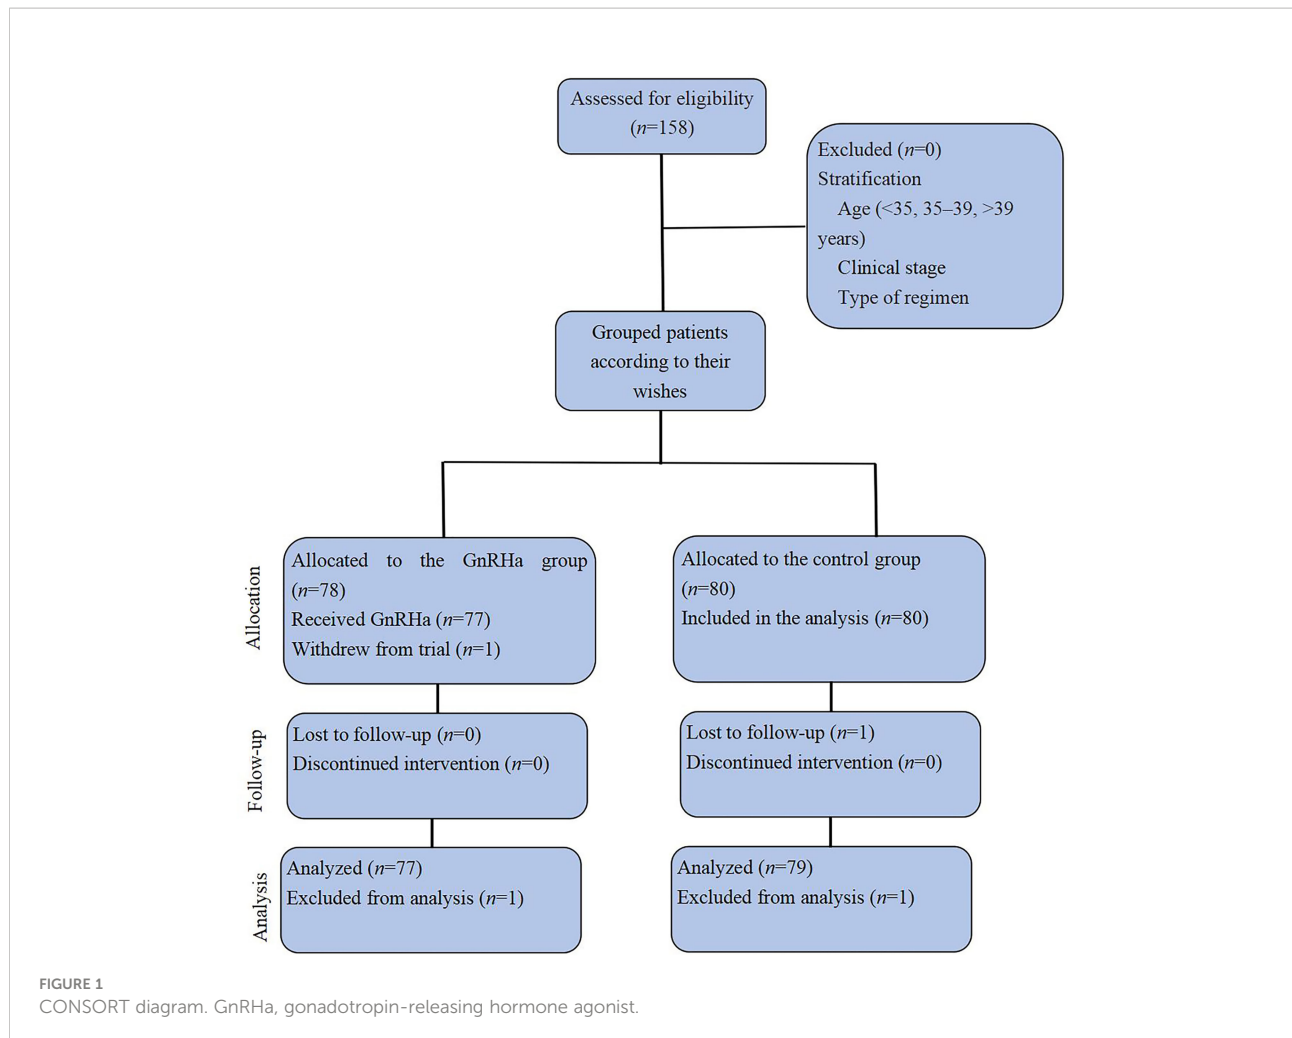 Assessed for eligibility
(n=158)
Excluded (n=0)
Stratification
Age (<35, 35–39, >39
years)
Clinical stage
Type of regimen
Grouped patients
according to their
wishes
Allocation
Allocated to the GnRHa group
(n=78)
Received GnRHa (n=77)
Withdrew from trial (n=1)
Allocated to the control group
(n=80)
Included in the analysis (n=80)
Follow-up
Lost to follow-up (n=0)
Discontinued intervention (n=0)
Lost to follow-up (n=1)
Discontinued intervention (n=0)
Analysis
Analyzed (n=77)
Excluded from analysis (n=1)
Analyzed (n=79)
Excluded from analysis (n=1)
FIGURE 1
CONSORT diagram. GnRHa, gonadotropin-releasing hormone agonist.